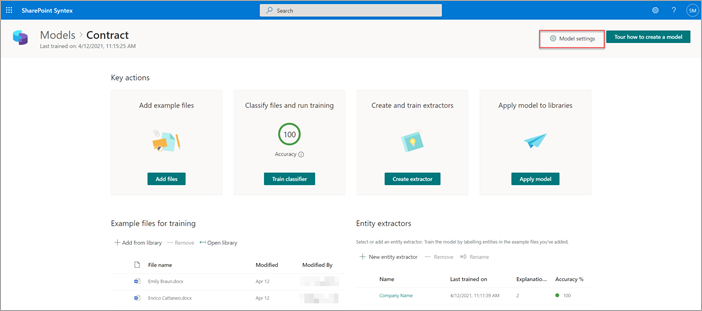 SharePoint Syntex
Search
?
SM
Models > Contract
Last trained on: 4/12/2021, 11:15:25 AM
Model settings
Tour how to create a model
Key actions
Add example files
Classify files and run training
Create and train extractors
Apply model to libraries
100
Accuracy
Add files
Train classifier
Create extractor
Apply model
Example files for training
Entity extractors
Select or add an entity extractor. Train the model by labelling entities in the example files you've added.
Add from library
Remove
Open library
New entity extractor
Remove
Rename
File name
Modified
Modified By
Name
Last trained on
Explanatio...
Accuracy %
Emily Braun.docx
Apr 12
Company Name
4/12/2021, 11:11:39 AM
2
100
Enrico Cattaneo.docx
Apr 12